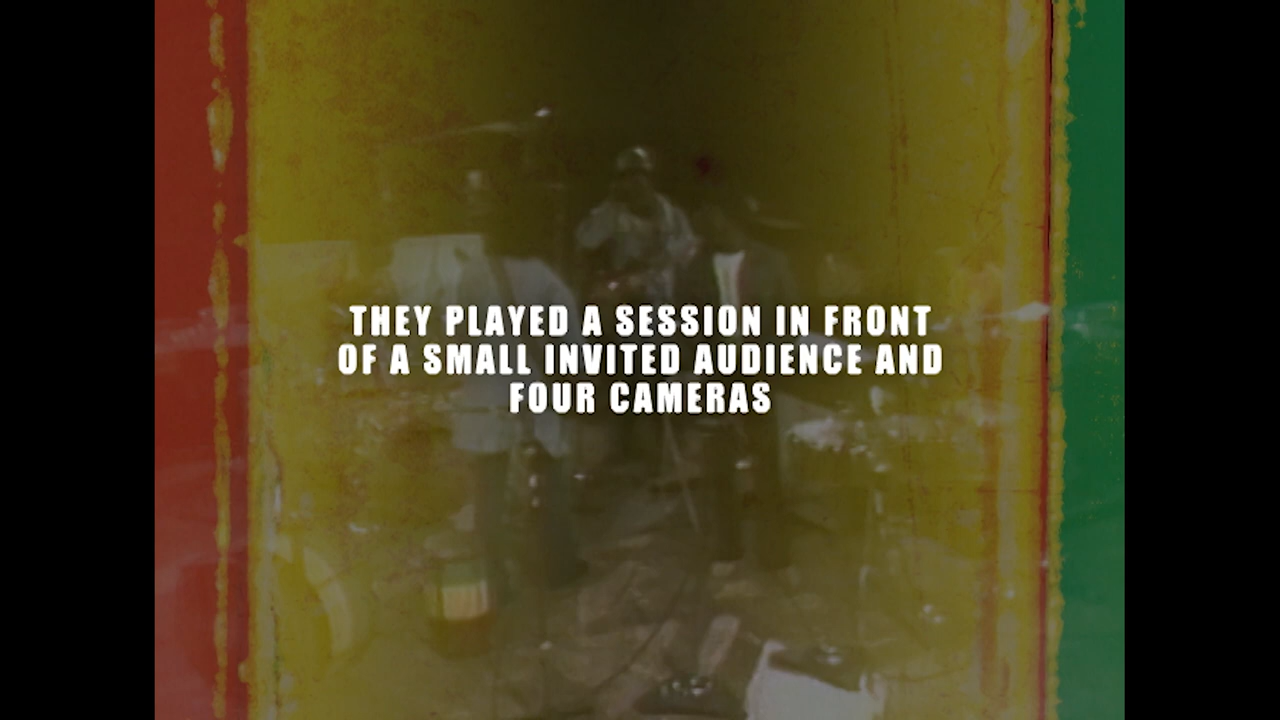 THEY PLAYED A SESSION IN FRONT
OF A SMALL INVITED AUDIENCE AND
FOUR CAMERAS